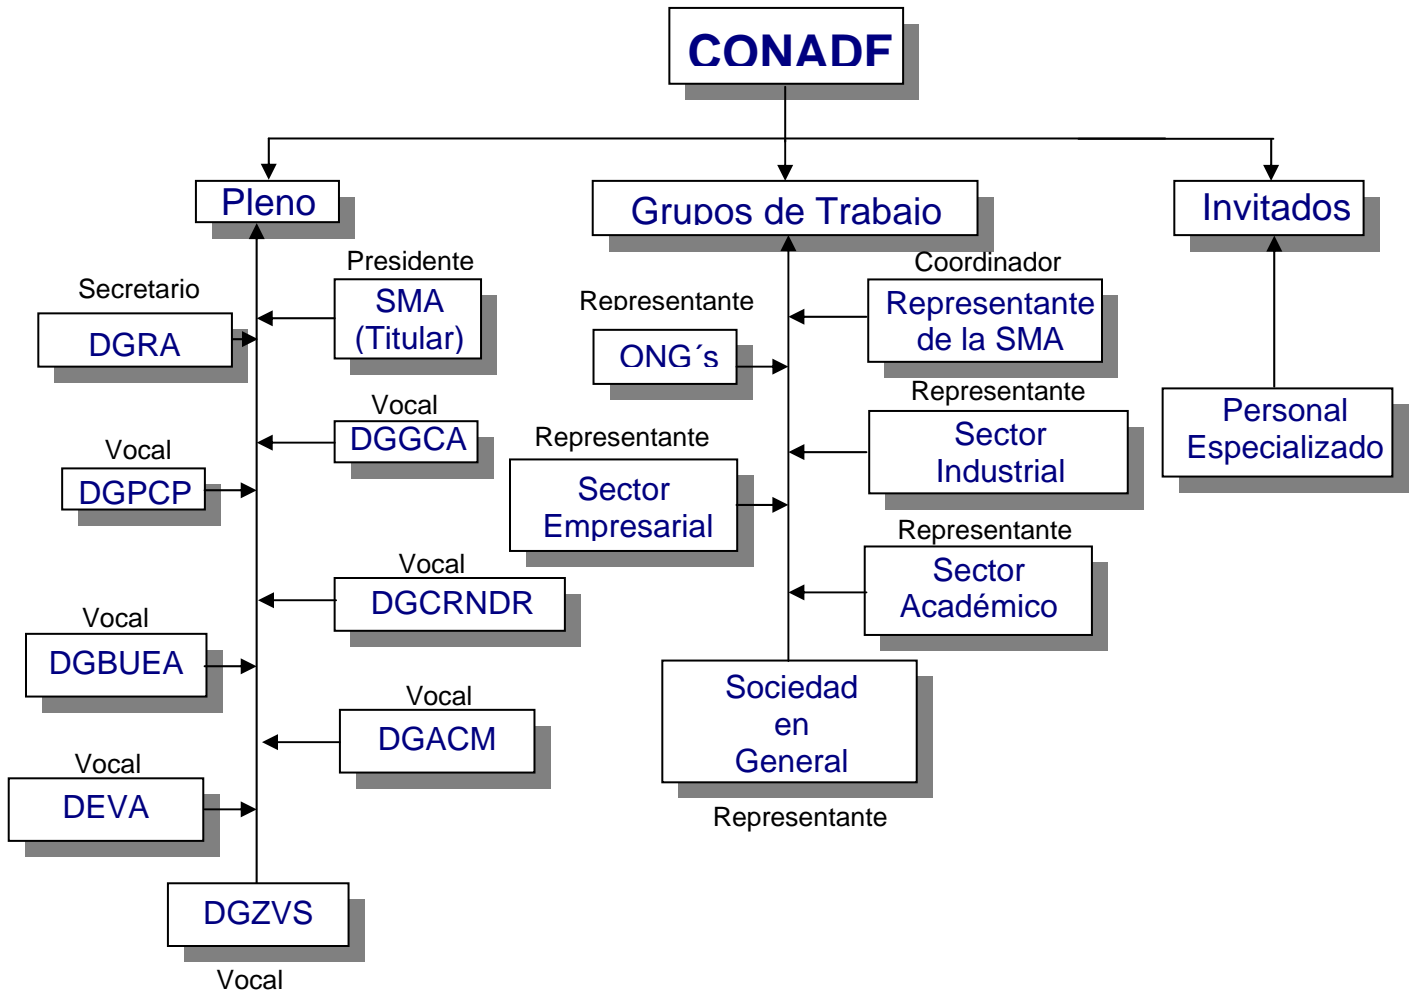 CONADF
Pleno
Grupos de Trabajo
Invitados
Presidente
SMA
(Titular)
Secretario
DGRA
Vocal
DGGCA
Vocal
DGPCP
Vocal
DGCRNDR
Vocal
DGBUEA
Vocal
DGACM
Vocal
DEVA
DGZVS
Vocal
Coordinador
Representante
de la SMA
Representante
ONG´s
Representante
Sector
Industrial
Representante
Sector
Empresarial
Representante
Sector
Académico
Sociedad
en
General
Representante
Personal
Especializado